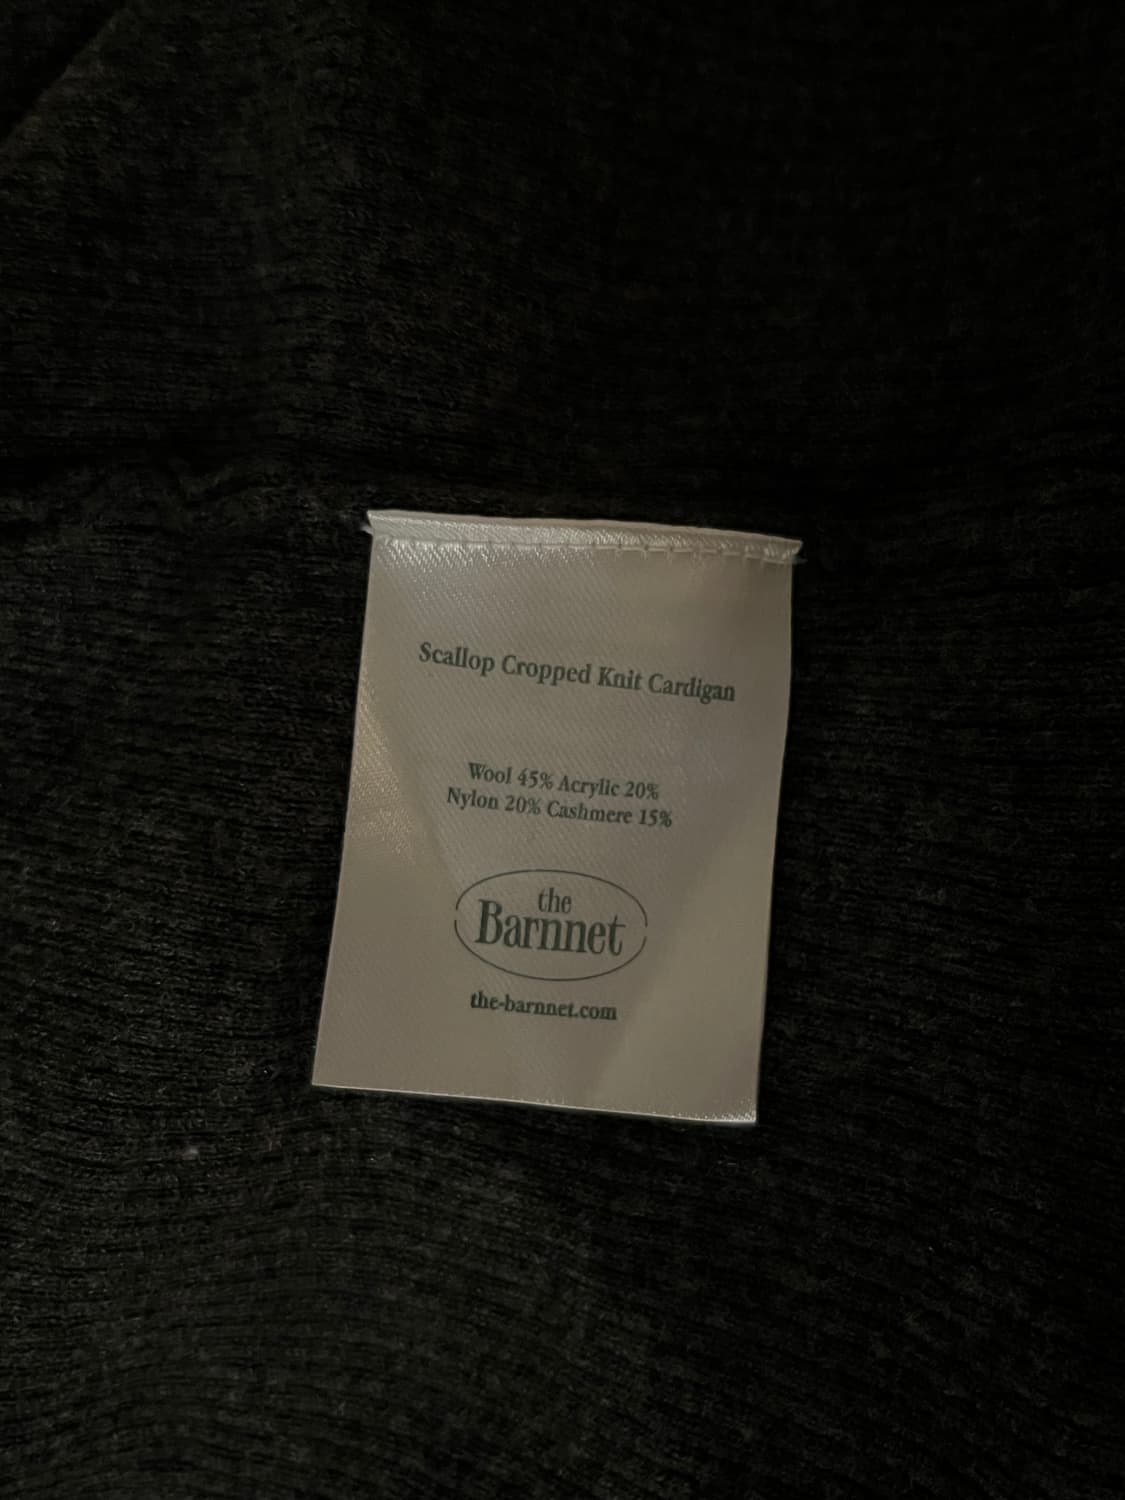 Scallop Cropped Knit Cardigan
Wool 45% Acrylic 20%
Nylon 20% Cashmere 15%
the
Barnnet
the-barnnet.com